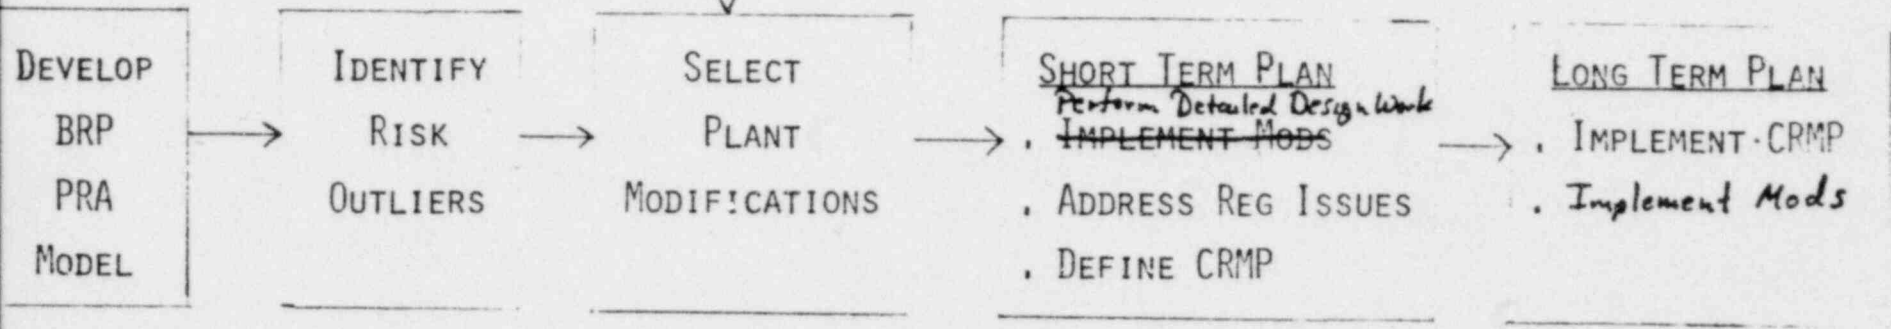 DEVELOP
BRP
PRA
MODEL
IDENTIFY
RISK
OUTLIERS
SELECT
PLANT
MODIFICATIONS
SHORT TERM PLAN
Perform Detailed Design Work
. IMPLEMENT MODS
. ADDRESS REG ISSUES
. DEFINE CRMP
LONG TERM PLAN
. IMPLEMENT CRMP
. Implement Mods